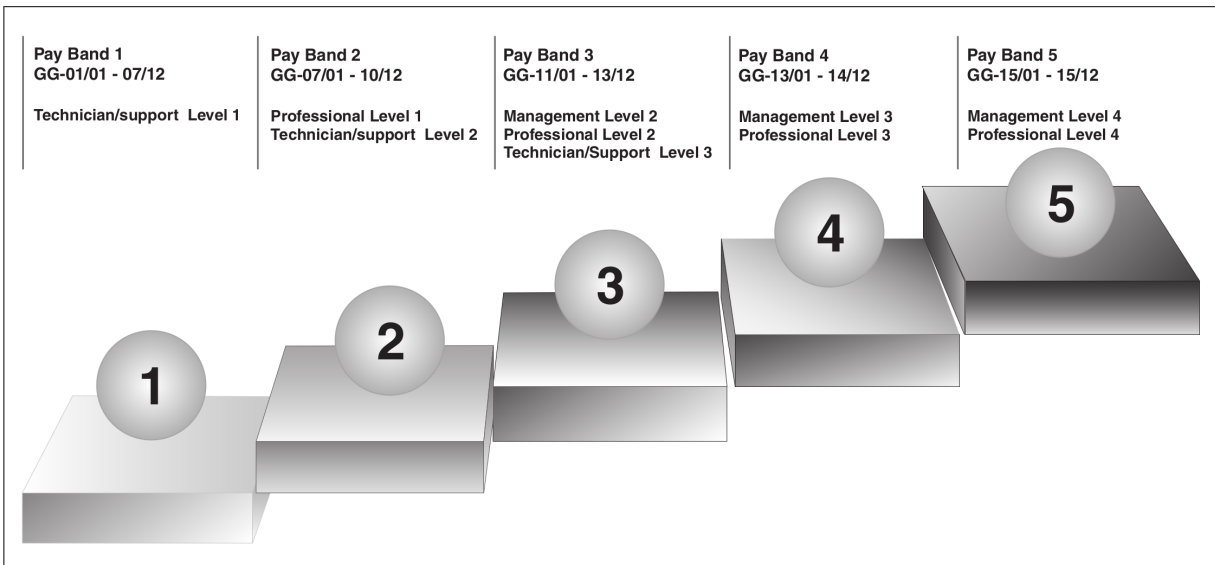 Pay Band 1
GG-01/01 - 07/12
Technician/support Level 1
Pay Band 2
GG-07/01 - 10/12
Professional Level 1
Technician/support Level 2
Pay Band 3
GG-11/01 - 13/12
Management Level 2
Professional Level 2
Technician/Support Level 3
Pay Band 4
GG-13/01 - 14/12
Management Level 3
Professional Level 3
Pay Band 5
GG-15/01 - 15/12
Management Level 4
Professional Level 4
1
2
3
4
5